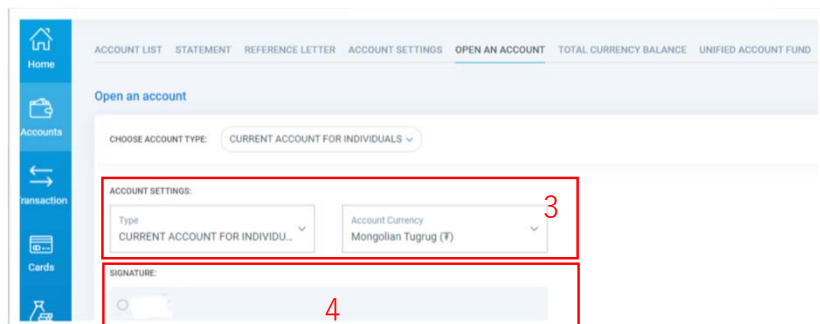 Home
ACCOUNT LIST STATEMENT REFERENCE LETTER ACCOUNT SETTINGS OPEN AN ACCOUNT TOTAL CURRENCY BALANCE UNIFIED ACCOUNT FUND
Open an account
Accounts
CHOOSE ACCOUNT TYPE: CURRENT ACCOUNT FOR INDIVIDUALS
ransaction
ACCOUNT SETTINGS:
3
Type
CURRENT ACCOUNT FOR INDIVIDU...
Account Currency
Mongolian Tugrug (₮)
Cards
SIGNATURE:
4